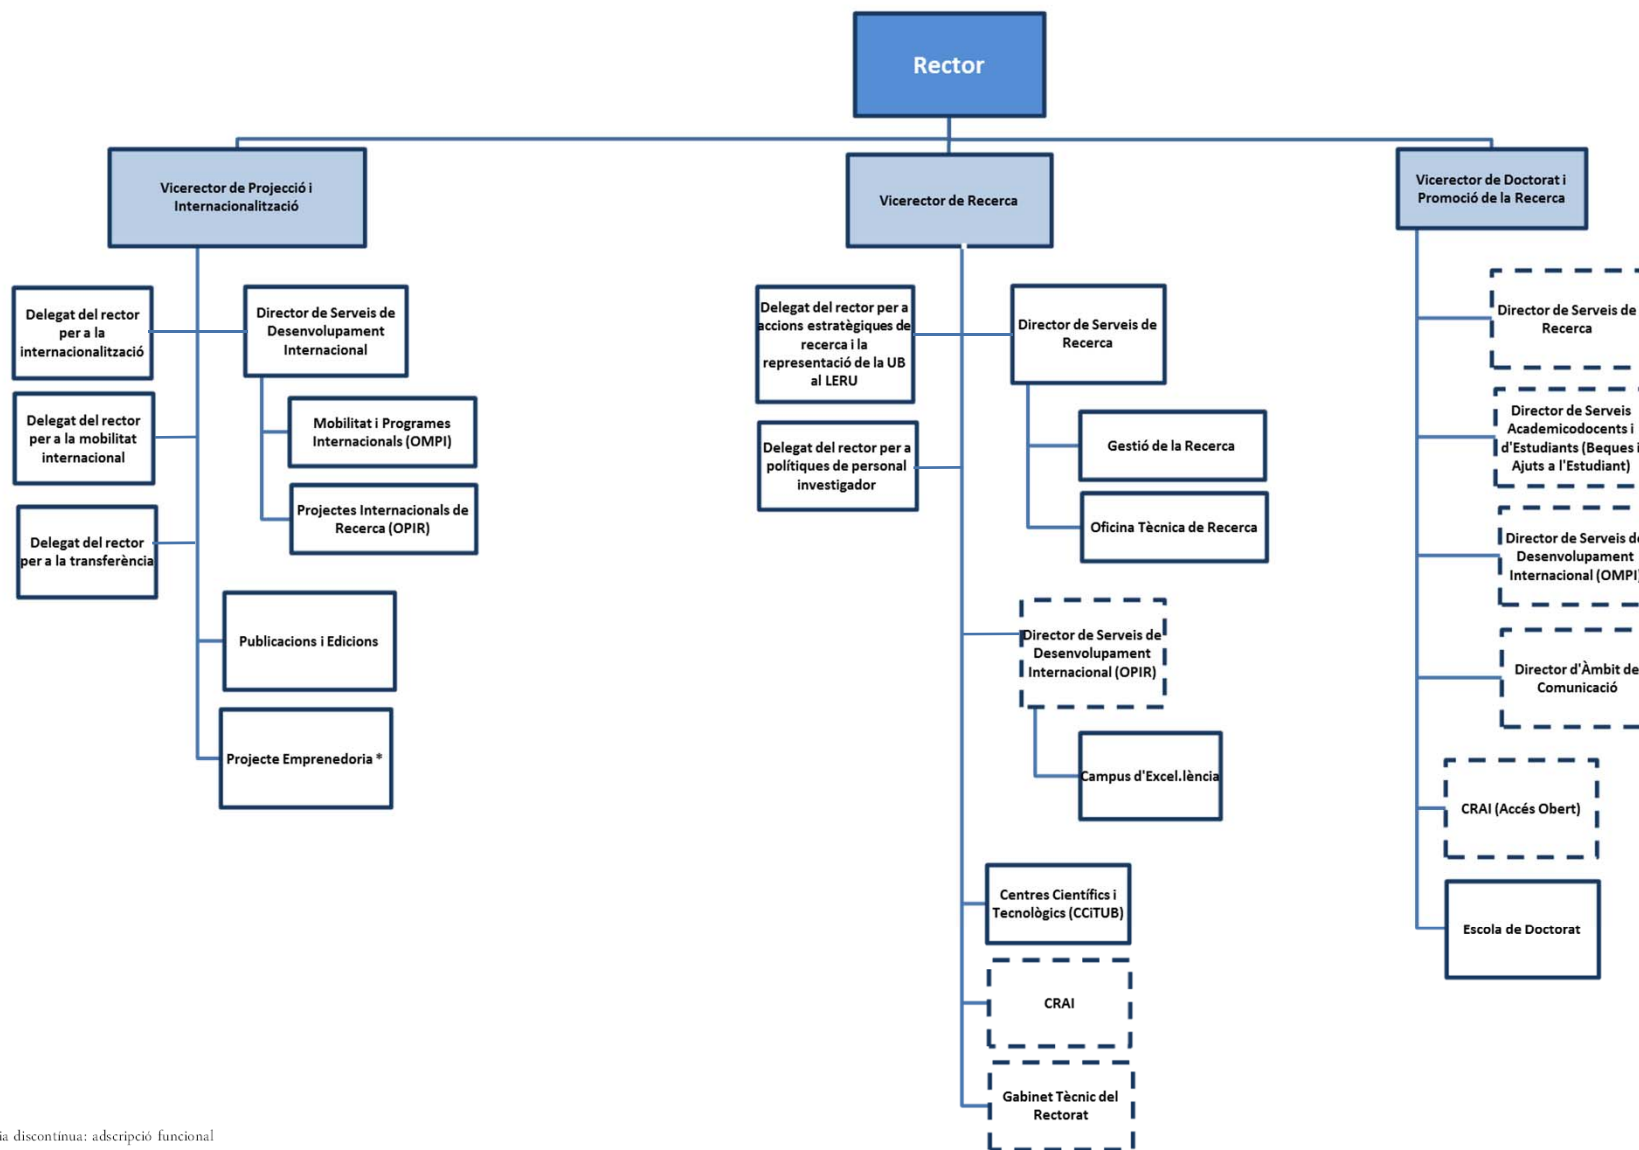 Rector
Vicerector de Projecció i
Internacionalització
Vicerector de Recerca
Vicerector de Doctorat i
Promoció de la Recerca
Delegat del rector
per a la
internacionalització
Director de Serveis de
Desenvolupament
Internacional
Delegat del rector
per a la mobilitat
internacional
Mobilitat i Programes
Internacionals (OMPI)
Projectes Internacionals de
Recerca (OPIR)
Delegat del rector
per a la transferència
Publicacions i Edicions
Projecte Emprenedoria *
Delegat del rector per a
accions estratègiques de
recerca i la
representació de la UB
al LERU
Director de Serveis de
Recerca
Delegat del rector per a
polítiques de personal
investigador
Gestió de la Recerca
Oficina Tècnica de Recerca
Director de Serveis de
Desenvolupament
Internacional (OPIR)
Campus d'Excel.lència
Centres Científics i
Tecnològics (CCiTUB)
CRAI
Gabinet Tècnic del
Rectorat
Director de Serveis de
Recerca
Director de Serveis
Academicodocents i
d'Estudiants (Beques i
Ajuts a l'Estudiant)
Director de Serveis de
Desenvolupament
Internacional (OMPI)
Director d'Àmbit de
Comunicació
CRAI (Accés Obert)
Escola de Doctorat
discontínua: adscripció funcional